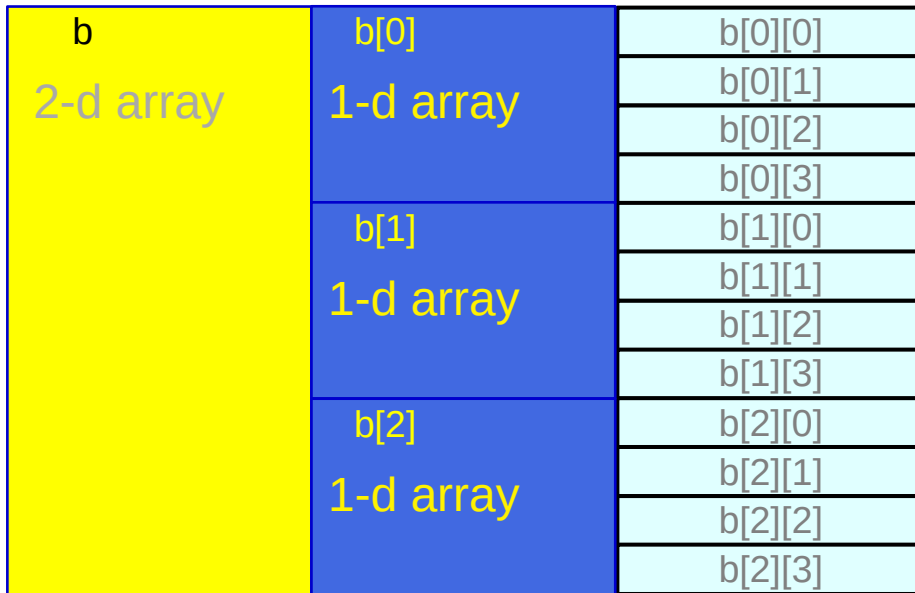 b
2-d array
b[0]
1-d array
b[1]
1-d array
b[2]
1-d array
b[0][0]
b[0][1]
b[0][2]
b[0][3]
b[1][0]
b[1][1]
b[1][2]
b[1][3]
b[2][0]
b[2][1]
b[2][2]
b[2][3]